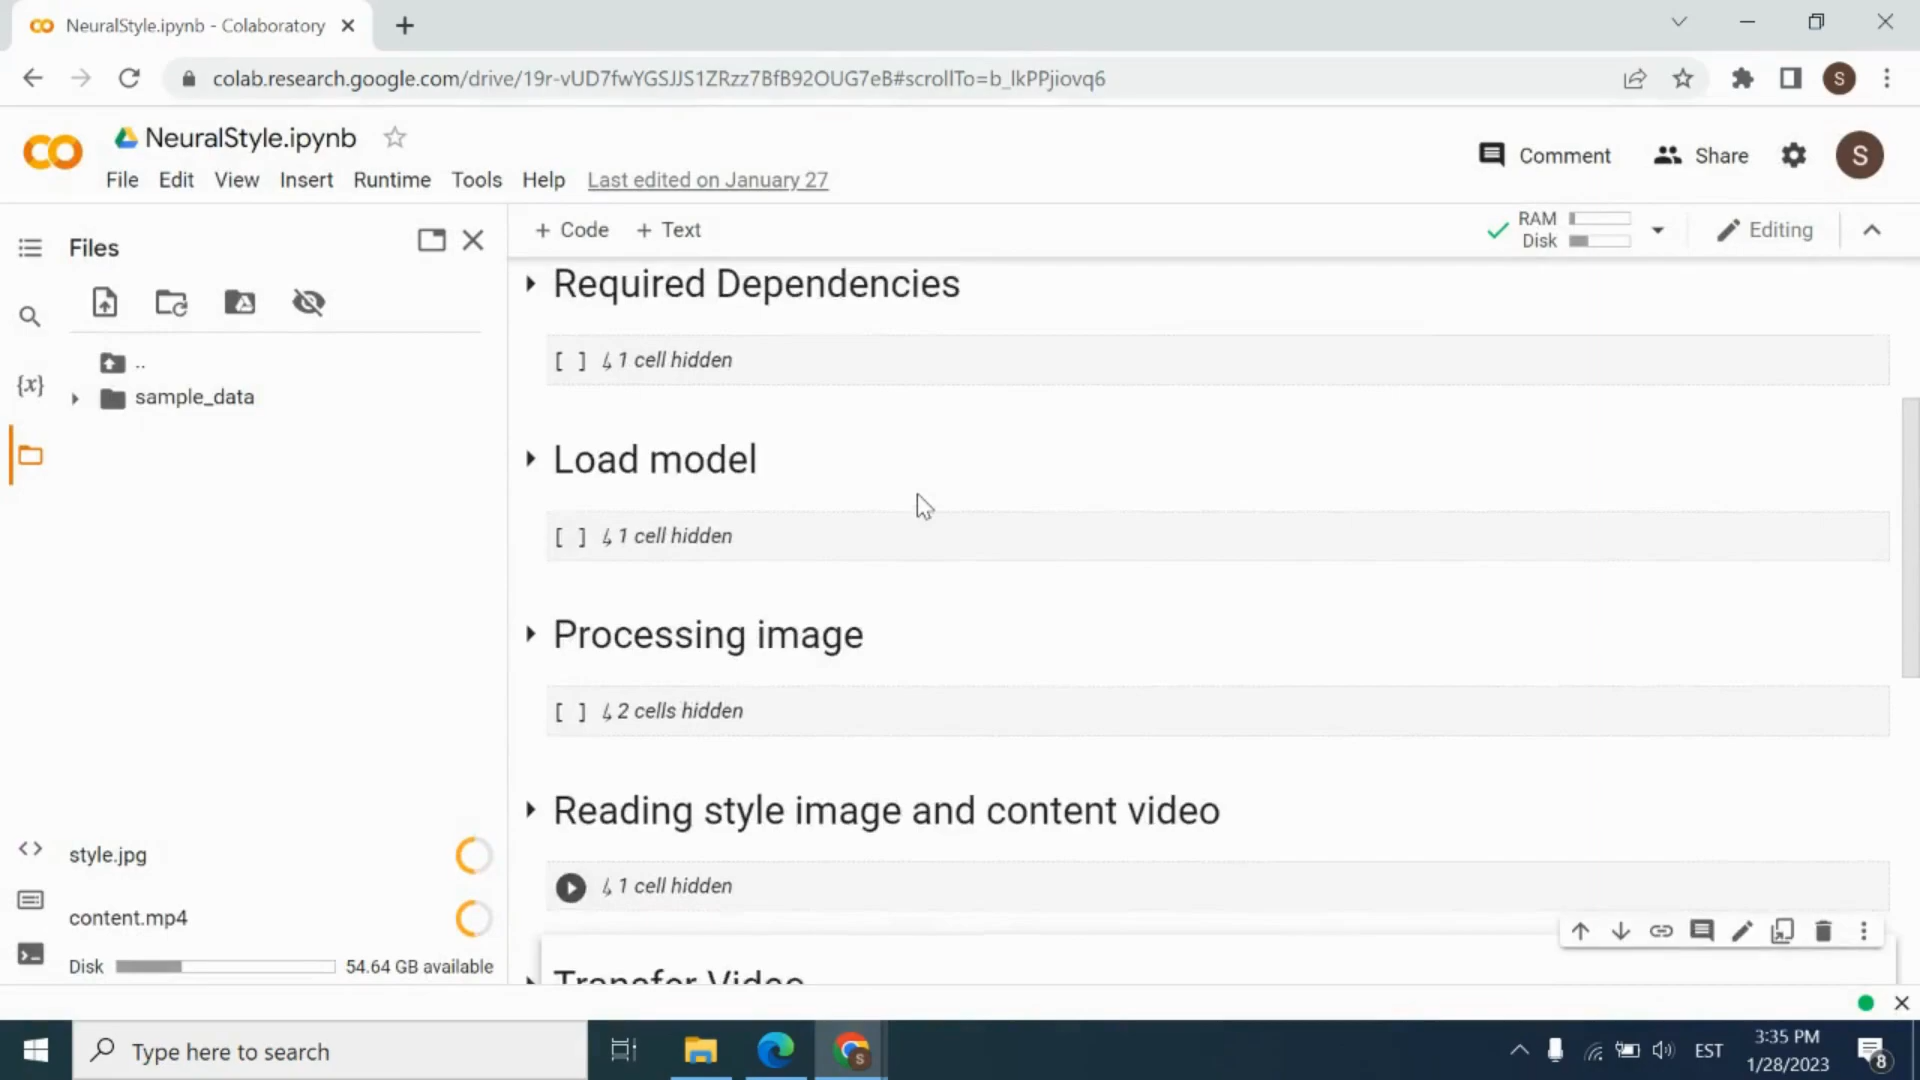 NeuralStyle.ipynb - Colaboratory
colab.research.google.com/drive/19r-vUD7fwYGSJJS1ZRzz7BfB92OUG7eB#scrollTo=b_lkPPjiovq6
S
NeuralStyle.ipynb
Comment
Share
S
File Edit View Insert Runtime Tools Help Last edited on January 27
Files
+ Code + Text
RAM
Disk
Editing
Required Dependencies
..
[ ] 1 cell hidden
{x}
sample_data
Load model
[ ] 1 cell hidden
Processing image
[ ] 2 cells hidden
Reading style image and content video
style.jpg
1 cell hidden
content.mp4
Disk 54.64 GB available
Transfer Video
Type here to search
S
EST
3:35 PM
1/28/2023
8